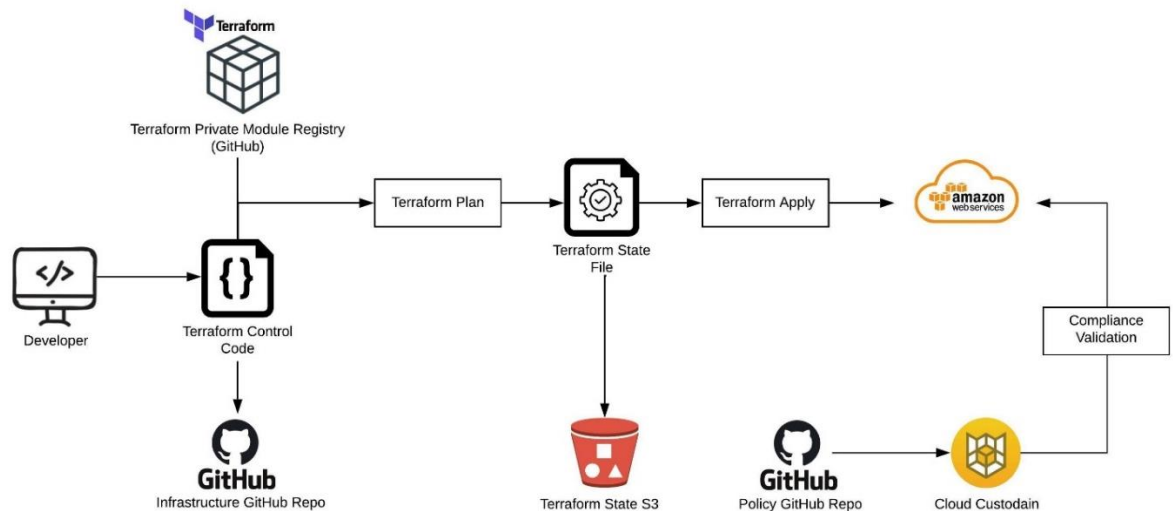 Terraform
Terraform Private Module Registry
(GitHub)
Terraform Plan
Terraform State
File
Terraform Apply
amazon
webservices
</>
Developer
{}
Terraform Control
Code
Compliance
Validation
GitHub
Infrastructure GitHub Repo
Terraform State S3
GitHub
Policy GitHub Repo
Cloud Custodain